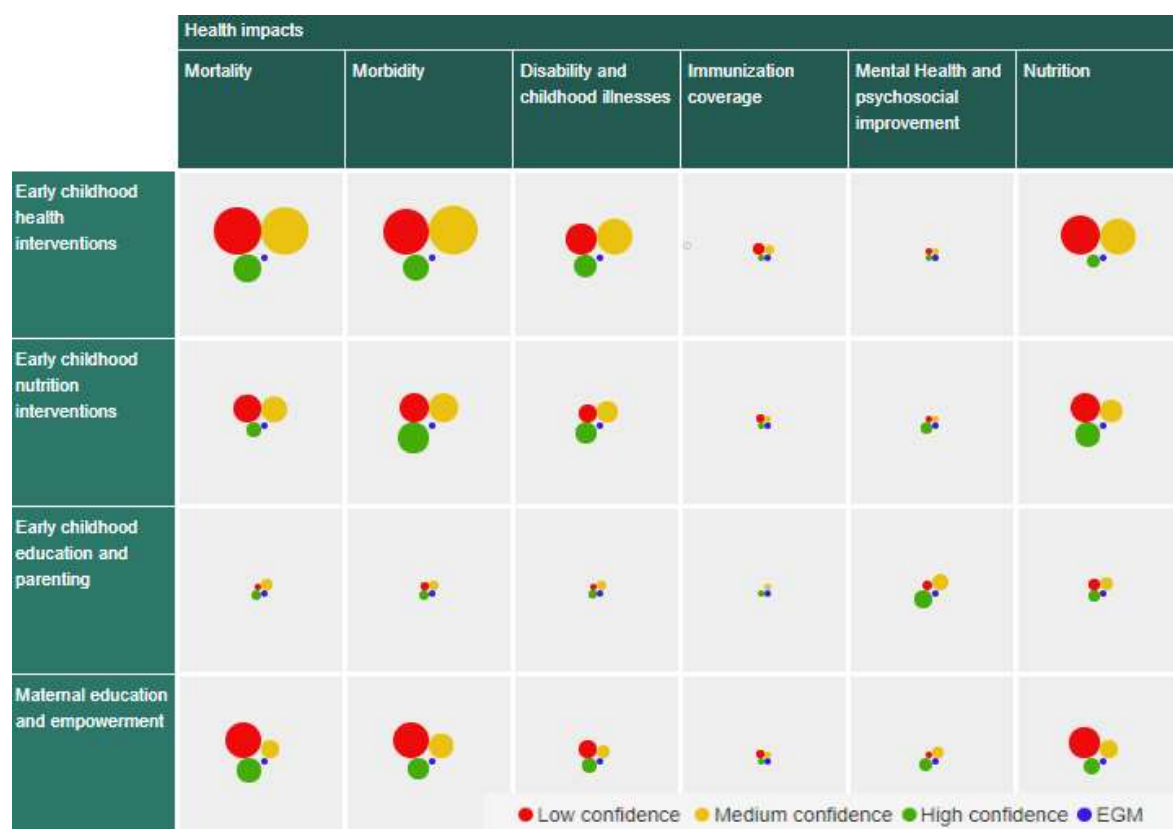 Health impacts
Mortality
Morbidity
Disability and
childhood illnesses
Immunization
coverage
Mental Health and
psychosocial
improvement
Nutrition
Early childhood
health
interventions
Early childhood
nutrition
interventions
Early childhood
education and
parenting
Maternal education
and empowerment
Low confidence
Medium confidence
High confidence
EGM